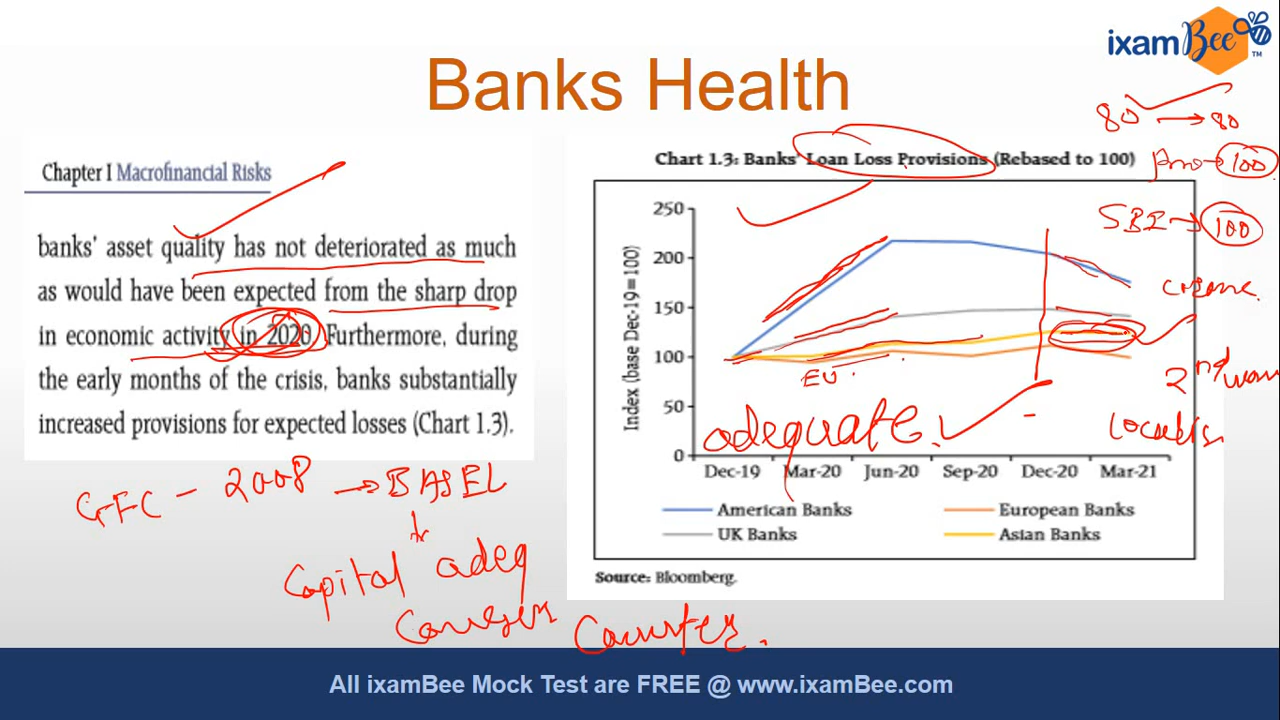 ixamBee
TM
Banks Health
Chapter I Macrofinancial Risks
banks' asset quality has not deteriorated as much
as would have been expected from the sharp drop
in economic activity in 2020. Furthermore, during
the early months of the crisis, banks substantially
increased provisions for expected losses (Chart 1.3).
GFC - 2008 → BASEL
Capital adeq
Counter.
80 → 80
→ 100
SBI → 100
2nd wave
Chart 1.3: Banks' Loan Loss Provisions (Rebased to 100)
Index (base Dec-19=100)
250
200
150
100
50
0
EU
adequate.
Dec-19 Mar-20 Jun-20 Sep-20 Dec-20 Mar-21
American Banks European Banks
UK Banks Asian Banks
Source: Bloomberg.
All ixamBee Mock Test are FREE @ www.ixamBee.com